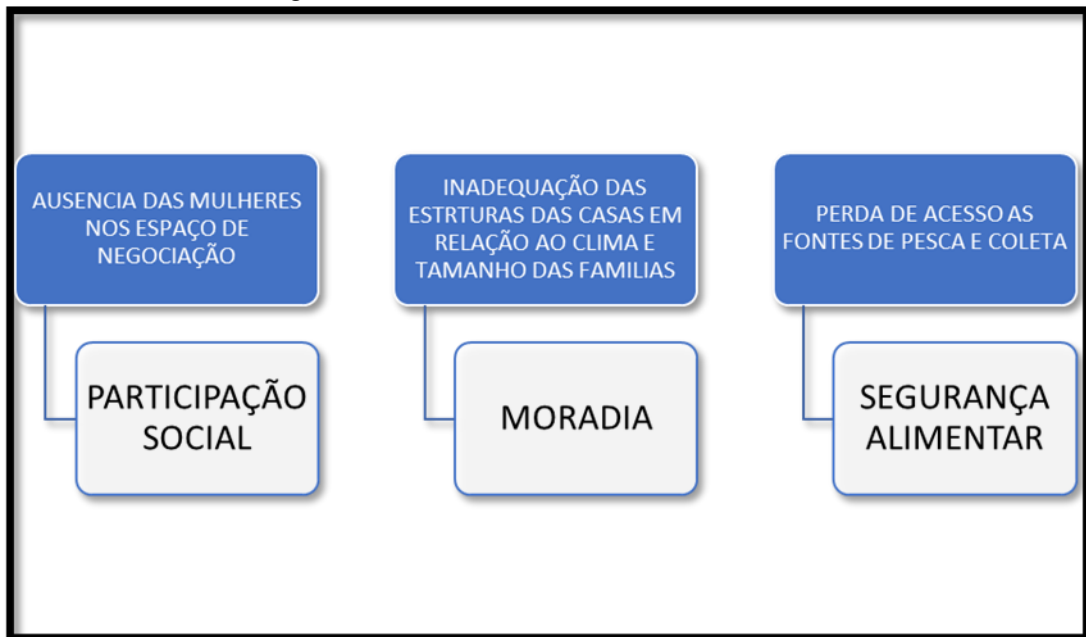 AUSENCIA DAS MULHERES
NOS ESPAÇO DE
NEGOCIAÇÃO
PARTICIPAÇÃO
SOCIAL
INADEQUAÇÃO DAS
ESTRTURAS DAS CASAS EM
RELAÇÃO AO CLIMA E
TAMANHO DAS FAMILIAS
MORADIA
PERDA DE ACESSO AS
FONTES DE PESCA E COLETA
SEGURANÇA
ALIMENTAR